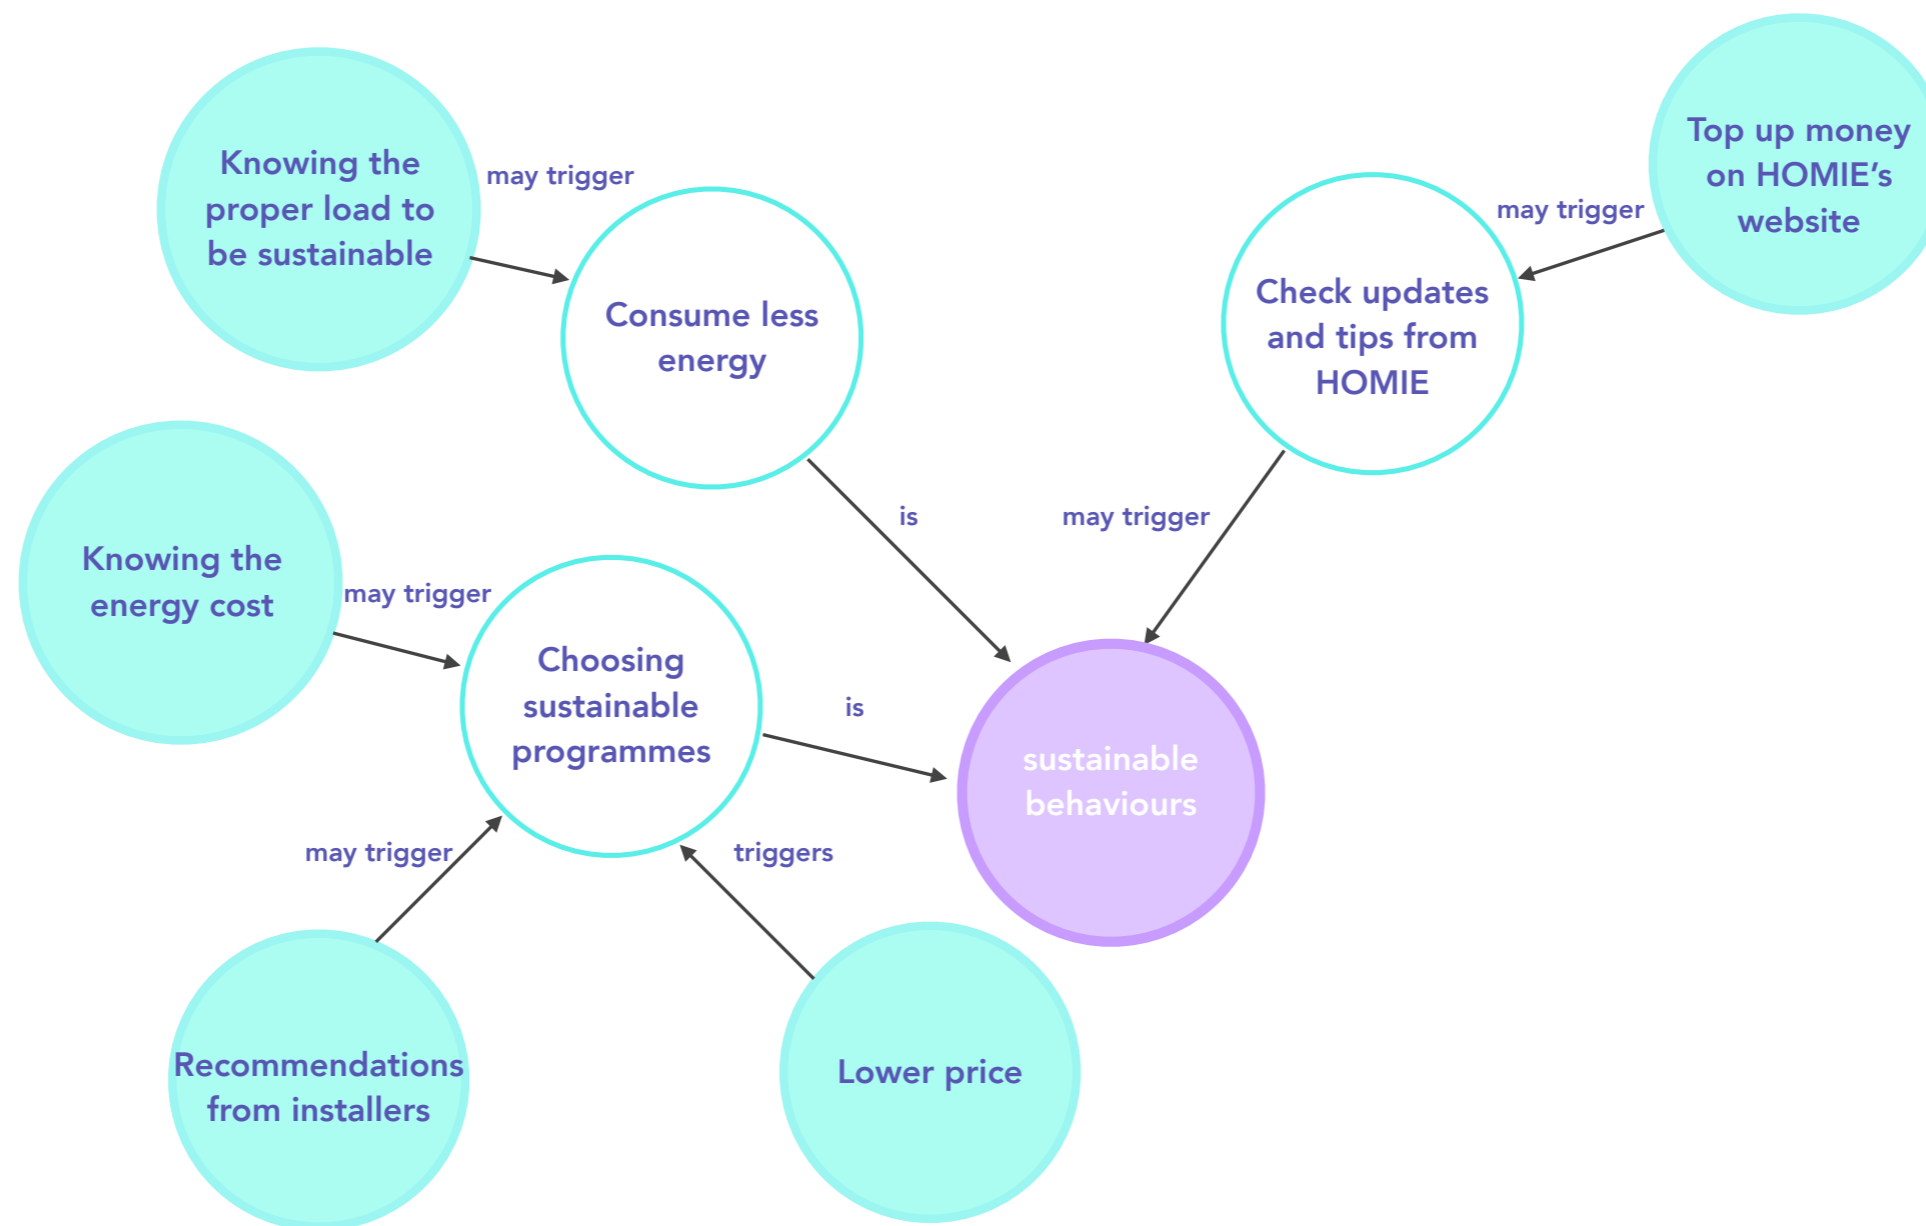 Knowing the
proper load to
be sustainable
may trigger
Consume less
energy
is
Top up money
on HOMIE’s
website
may trigger
Check updates
and tips from
HOMIE
may trigger
Knowing the
energy cost
may trigger
Choosing
sustainable
programmes
is
sustainable
behaviours
may trigger
triggers
Recommendations
from installers
Lower price